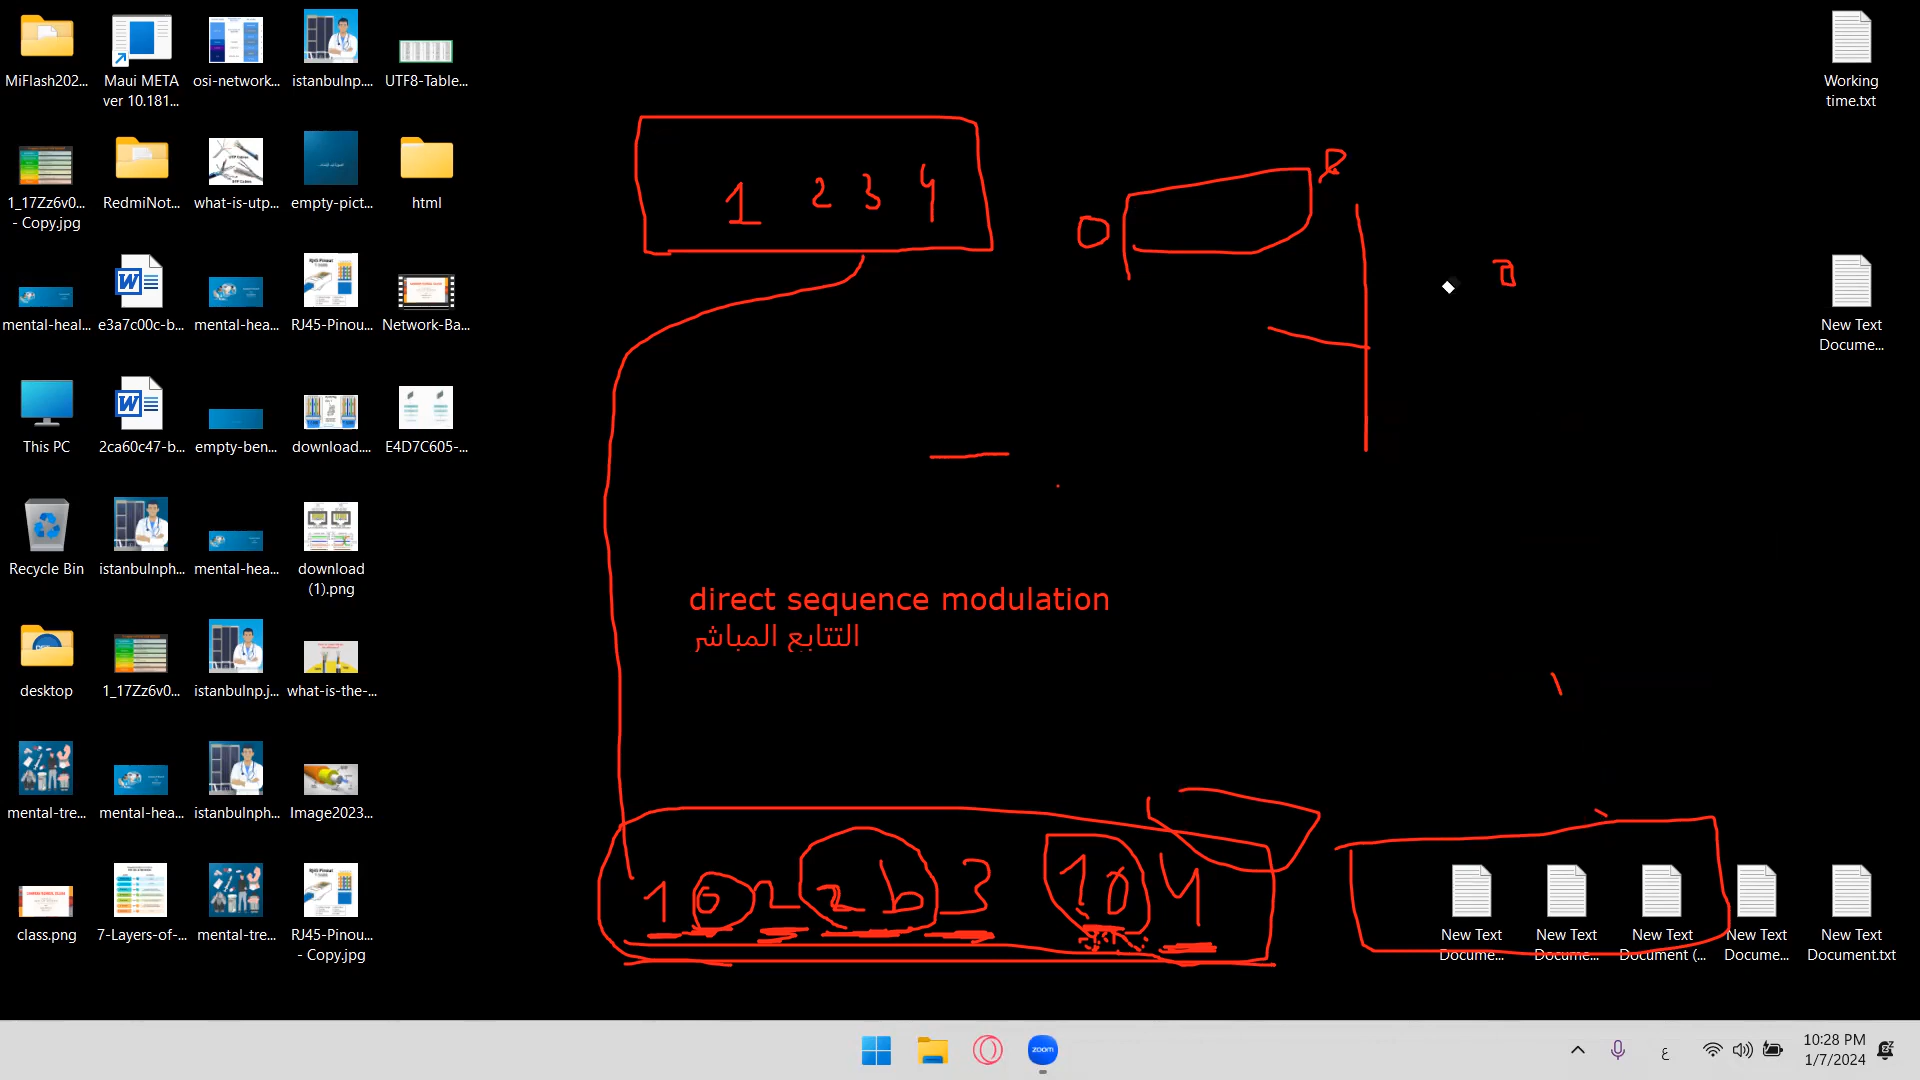 MiFlash202...
Maui META
ver 10.181...
osi-network...
istanbulnp....
UTF8-Table...
Working
time.txt
1_17Zz6v0...
- Copy.jpg
RedmiNot...
what-is-utp...
empty-pict...
html
1 2 3 4
mental-heal...
e3a7c00c-b...
mental-hea...
RJ45-Pinou...
Network-Ba...
New Text
Docume...
This PC
2ca60c47-b...
empty-ben...
download....
E4D7C605-...
Recycle Bin
istanbulnph...
mental-hea...
download
(1).png
direct sequence modulation
التتابع المباشر
desktop
1_17Zz6v0...
istanbulnp.j...
what-is-the-...
mental-tre...
mental-hea...
istanbulnph...
Image2023...
1 0 2 2 b 3 10 4
class.png
7-Layers-of-...
mental-tre...
RJ45-Pinou...
- Copy.jpg
New Text
Docume...
New Text
Docume...
New Text
Document (...
New Text
Docume...
New Text
Document.txt
zoom
ع
10:28 PM
1/7/2024